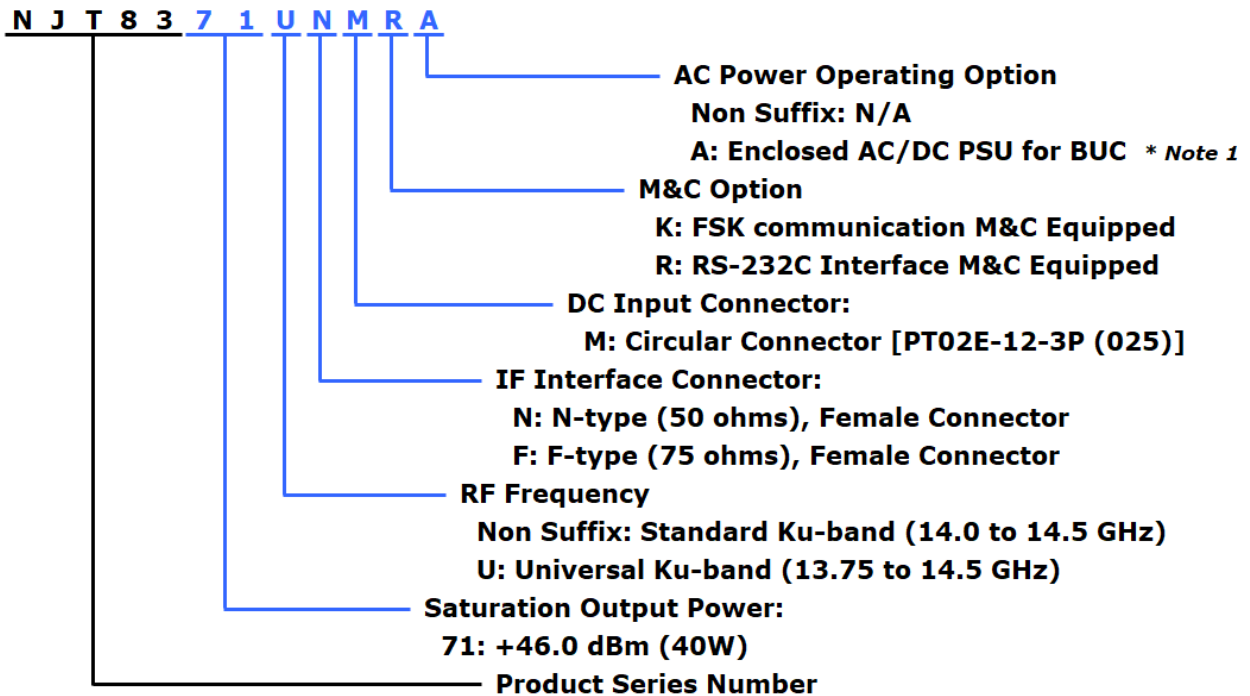 N J T 8 3 7 1 U N M R A
AC Power Operating Option
Non Suffix: N/A
A: Enclosed AC/DC PSU for BUC * Note 1
M&C Option
K: FSK communication M&C Equipped
R: RS-232C Interface M&C Equipped
DC Input Connector:
M: Circular Connector [PT02E-12-3P (025)]
IF Interface Connector:
N: N-type (50 ohms), Female Connector
F: F-type (75 ohms), Female Connector
RF Frequency
Non Suffix: Standard Ku-band (14.0 to 14.5 GHz)
U: Universal Ku-band (13.75 to 14.5 GHz)
Saturation Output Power:
71: +46.0 dBm (40W)
Product Series Number